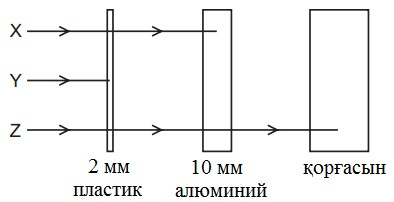 X
Y
Z
2 мм
пластик
10 мм
алюминий
қорғасын